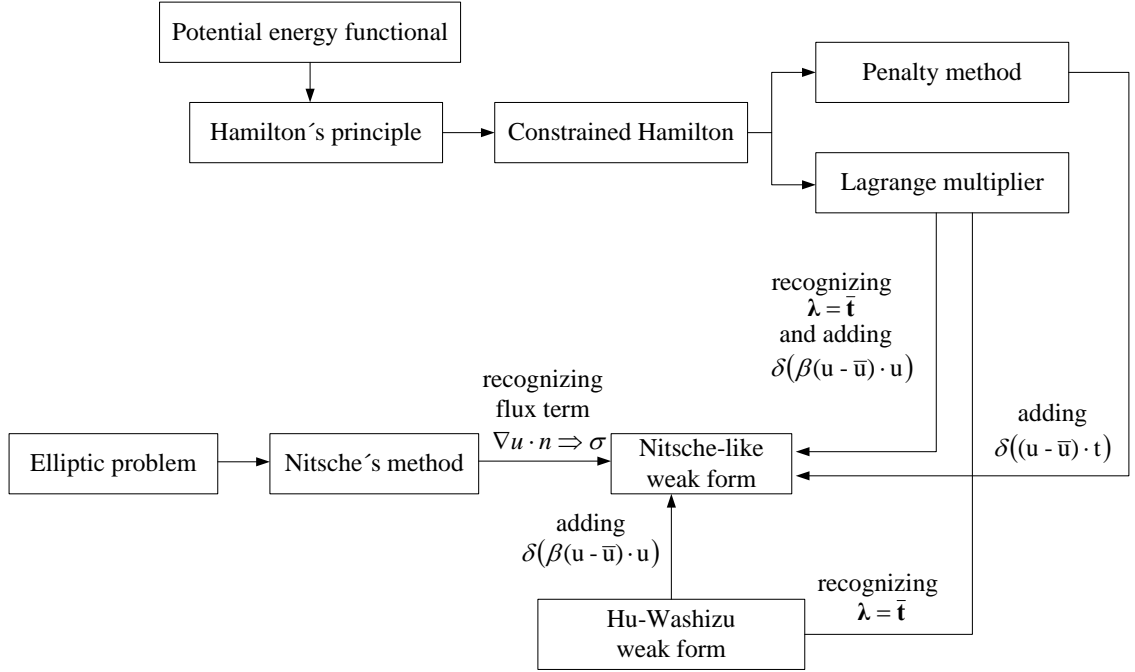 Potential energy functional
Hamilton´s principle
Constrained Hamilton
Penalty method
Lagrange multiplier
recognizing
λ = t̅
and adding
δ(β(u - u̅) · u)
adding
δ((u - u̅) · t)
recognizing
flux term
∇u · n ⇒ σ
Elliptic problem
Nitsche´s method
Nitsche-like
weak form
adding
δ(β(u - u̅) · u)
recognizing
λ = t̅
Hu-Washizu
weak form